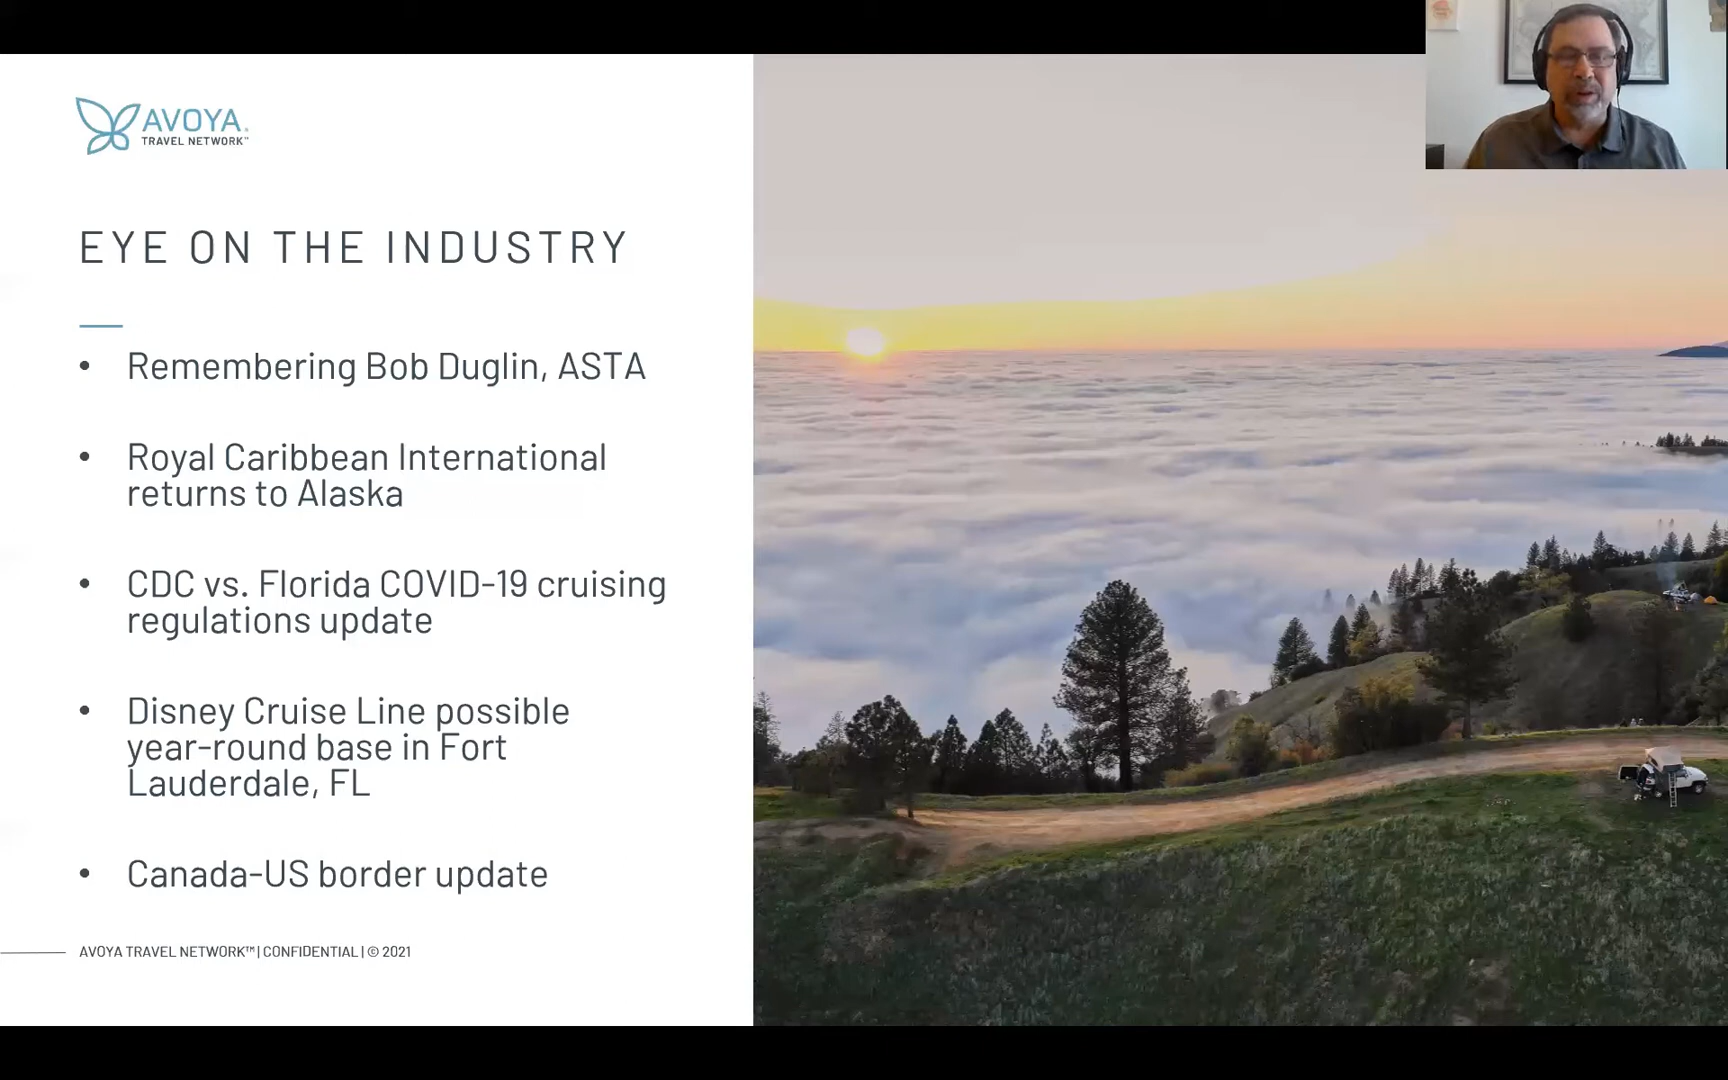 AVOYA
TRAVEL NETWORK™
EYE ON THE INDUSTRY
• Remembering Bob Duglin, ASTA
• Royal Caribbean International
returns to Alaska
• CDC vs. Florida COVID-19 cruising
regulations update
• Disney Cruise Line possible
year-round base in Fort
Lauderdale, FL
• Canada-US border update
AVOYA TRAVEL NETWORK™ | CONFIDENTIAL | © 2021